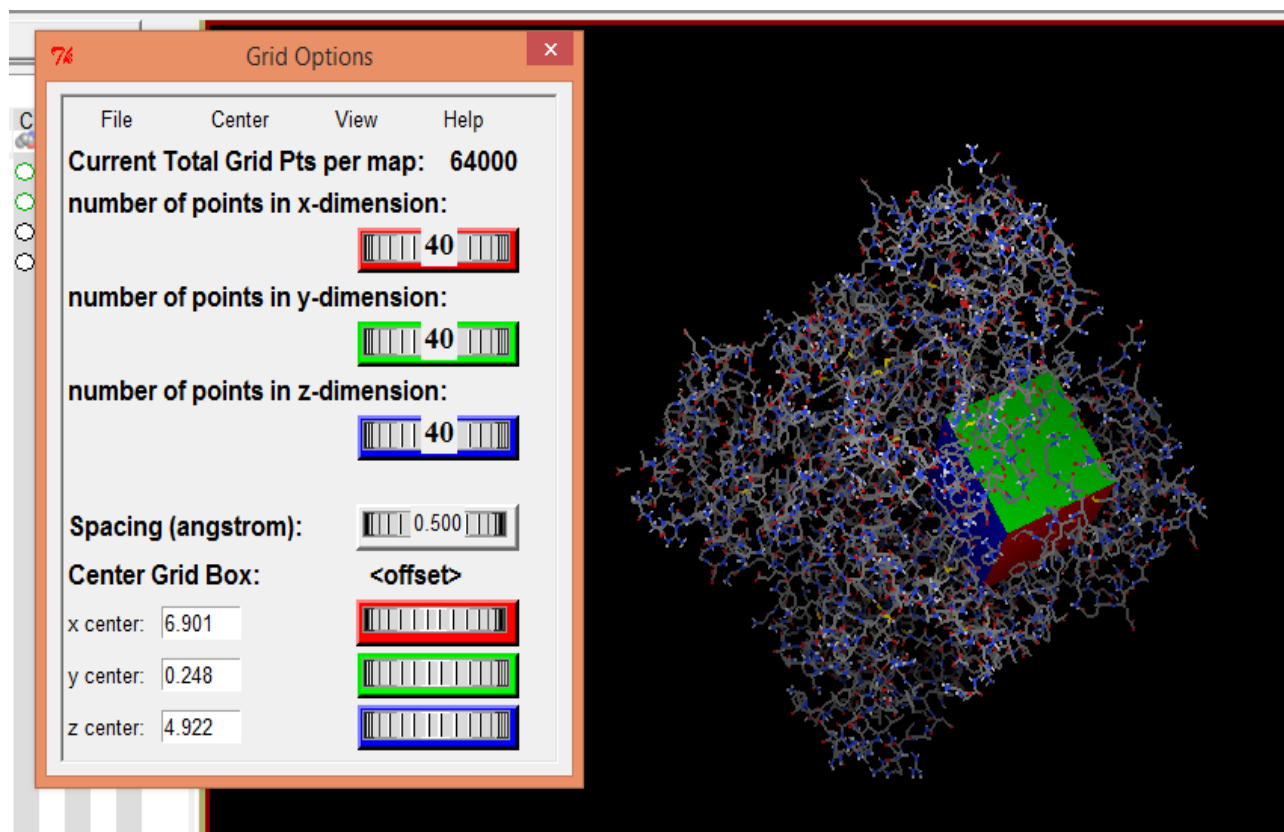 Grid Options
x
File Center View Help
Current Total Grid Pts per map: 64000
number of points in x-dimension:
40
number of points in y-dimension:
40
number of points in z-dimension:
40
Spacing (angstrom): 0.500
Center Grid Box: <offset>
x center: 6.901
y center: 0.248
z center: 4.922
C